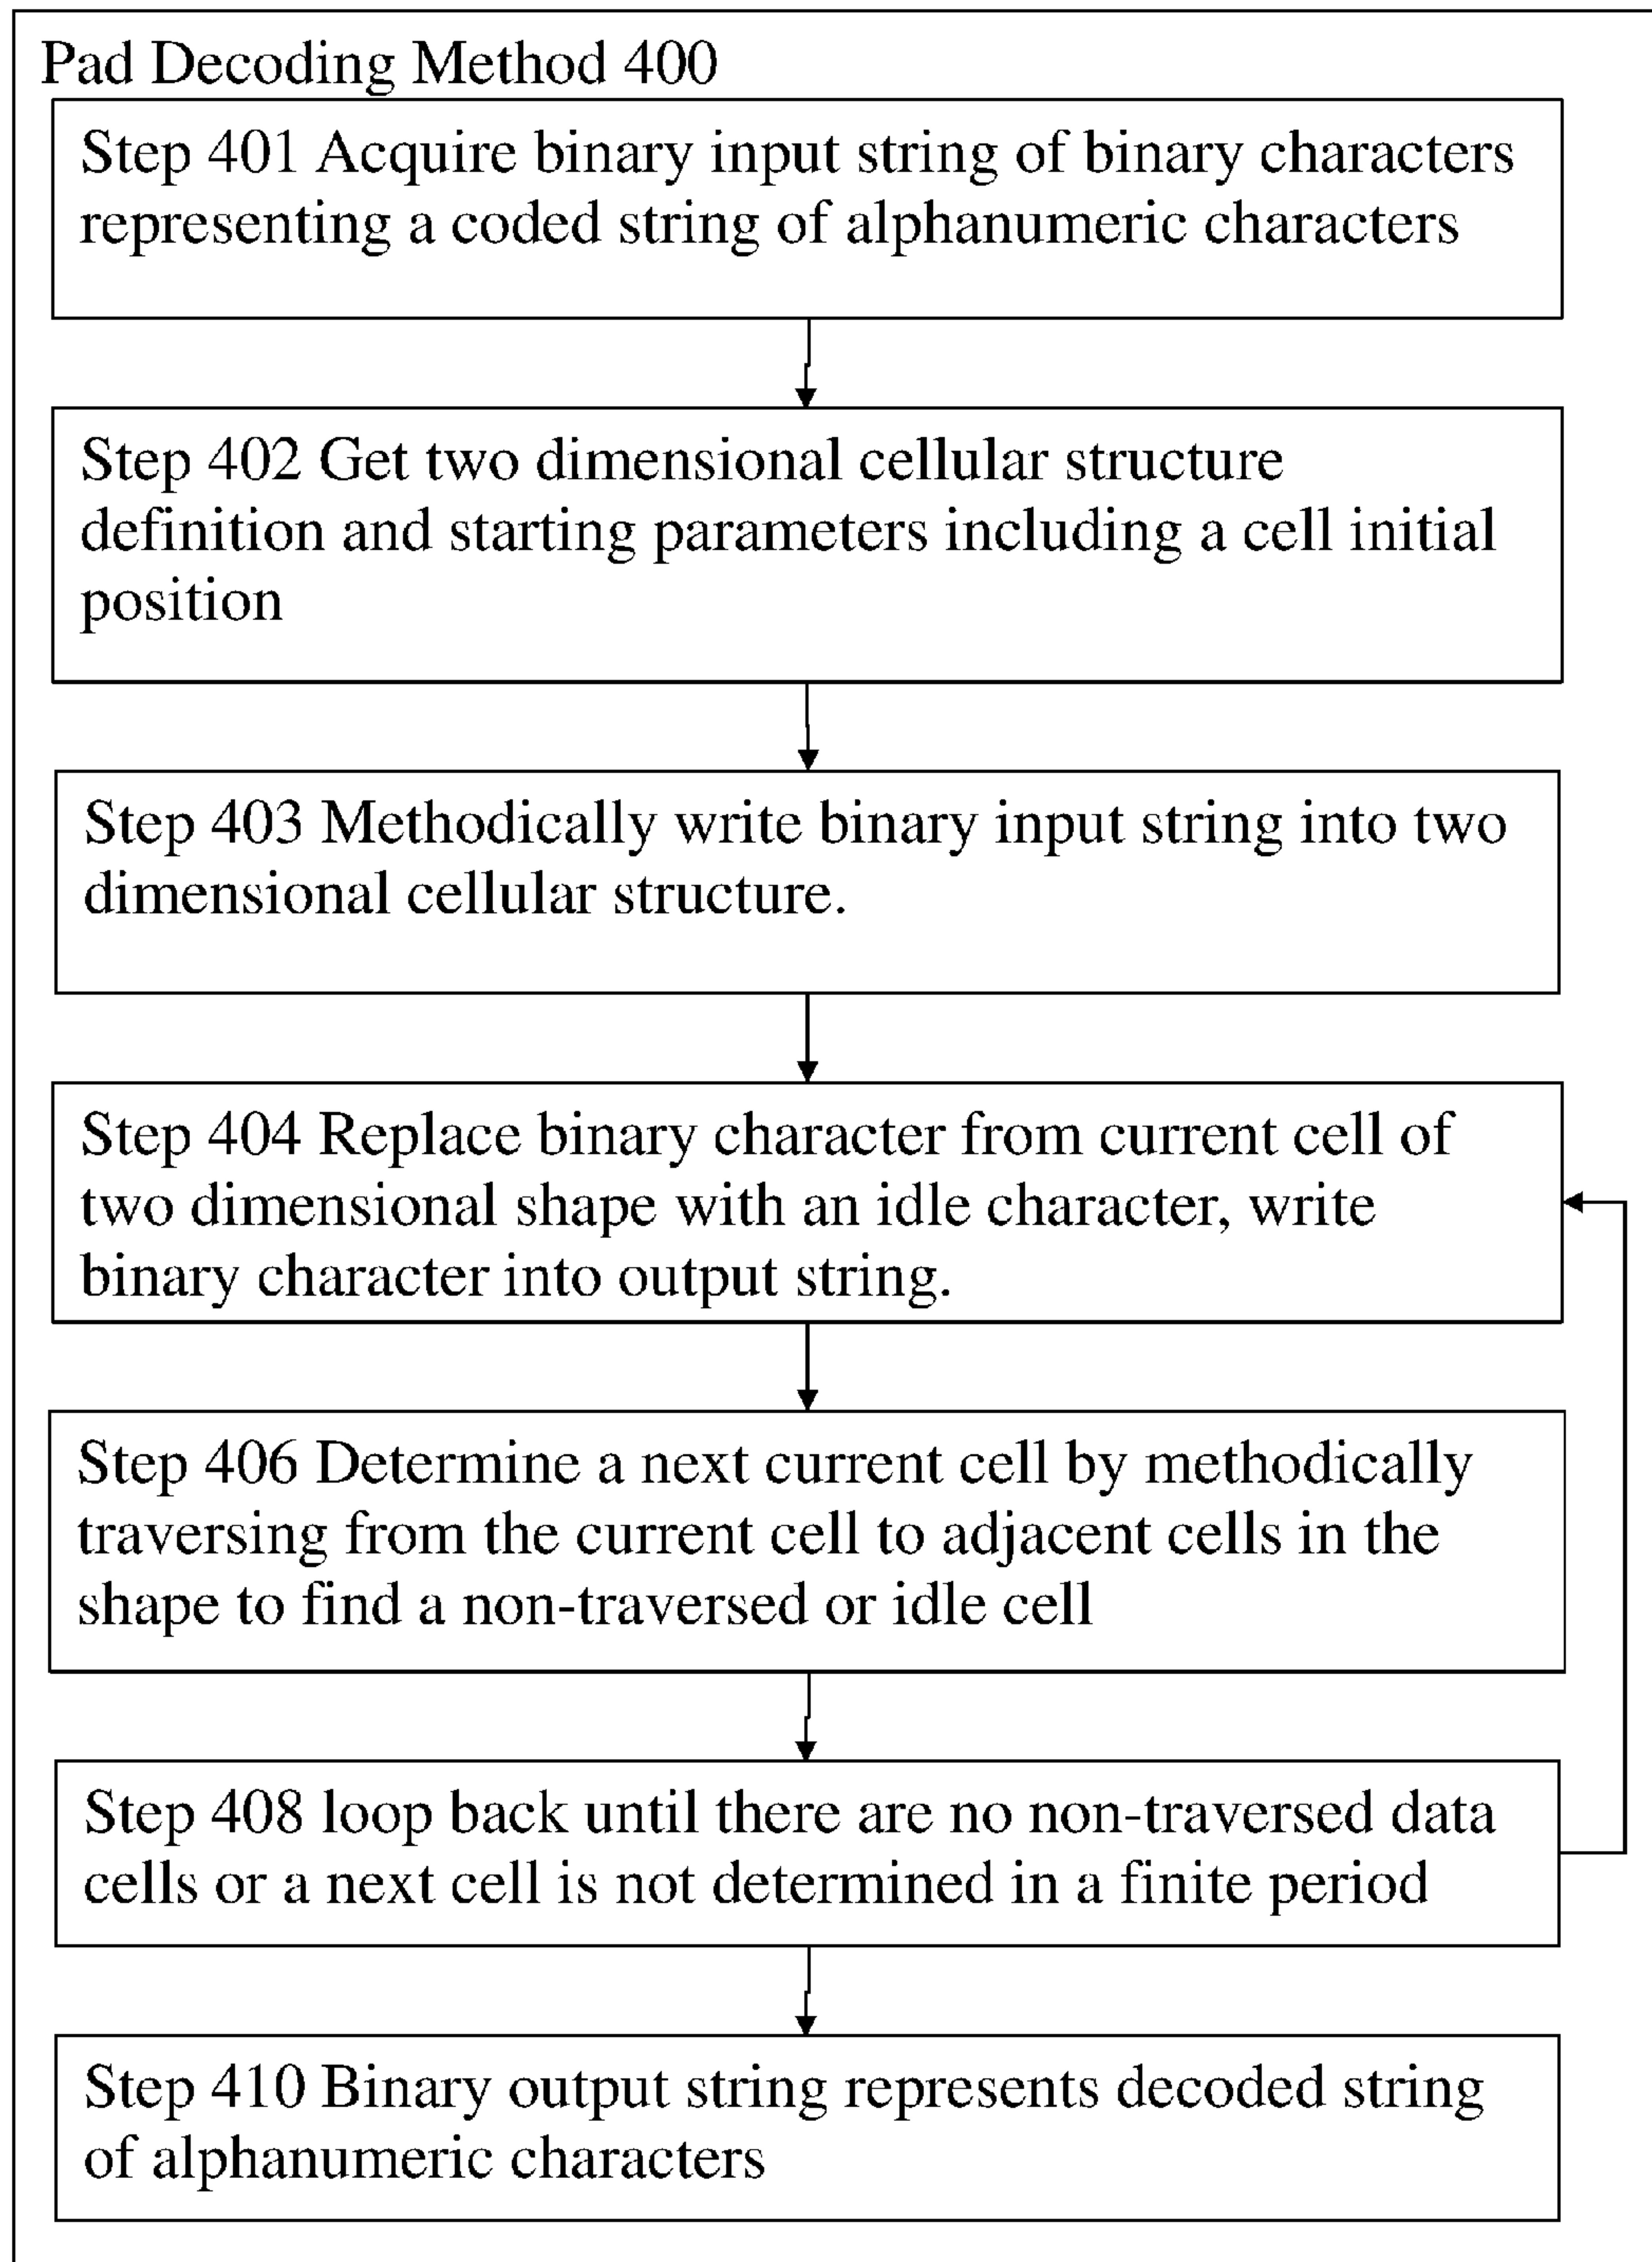 Pad Decoding Method 400
Step 401 Acquire binary input string of binary characters
representing a coded string of alphanumeric characters
Step 402 Get two dimensional cellular structure
definition and starting parameters including a cell initial
position
Step 403 Methodically write binary input string into two
dimensional cellular structure.
Step 404 Replace binary character from current cell of
two dimensional shape with an idle character, write
binary character into output string.
Step 406 Determine a next current cell by methodically
traversing from the current cell to adjacent cells in the
shape to find a non-traversed or idle cell
Step 408 loop back until there are no non-traversed data
cells or a next cell is not determined in a finite period
Step 410 Binary output string represents decoded string
of alphanumeric characters